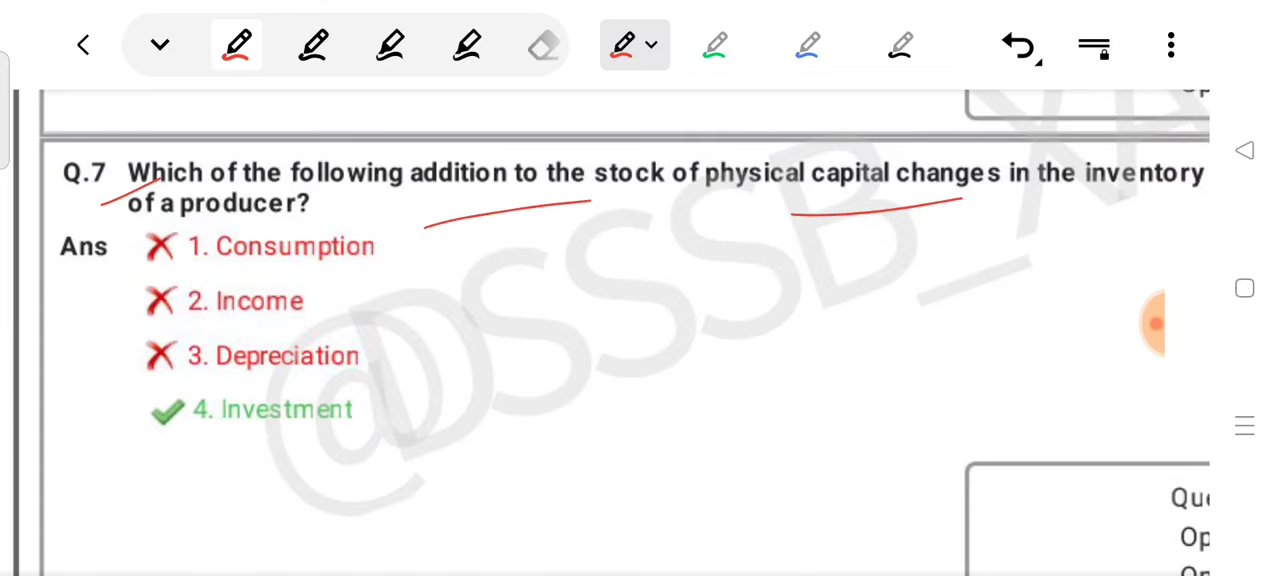 Q.7 Which of the following addition to the stock of physical capital changes in the inventory
of a producer?
Ans 1. Consumption
2. Income
3. Depreciation
4. Investment
@DSSSB_
Que
Op